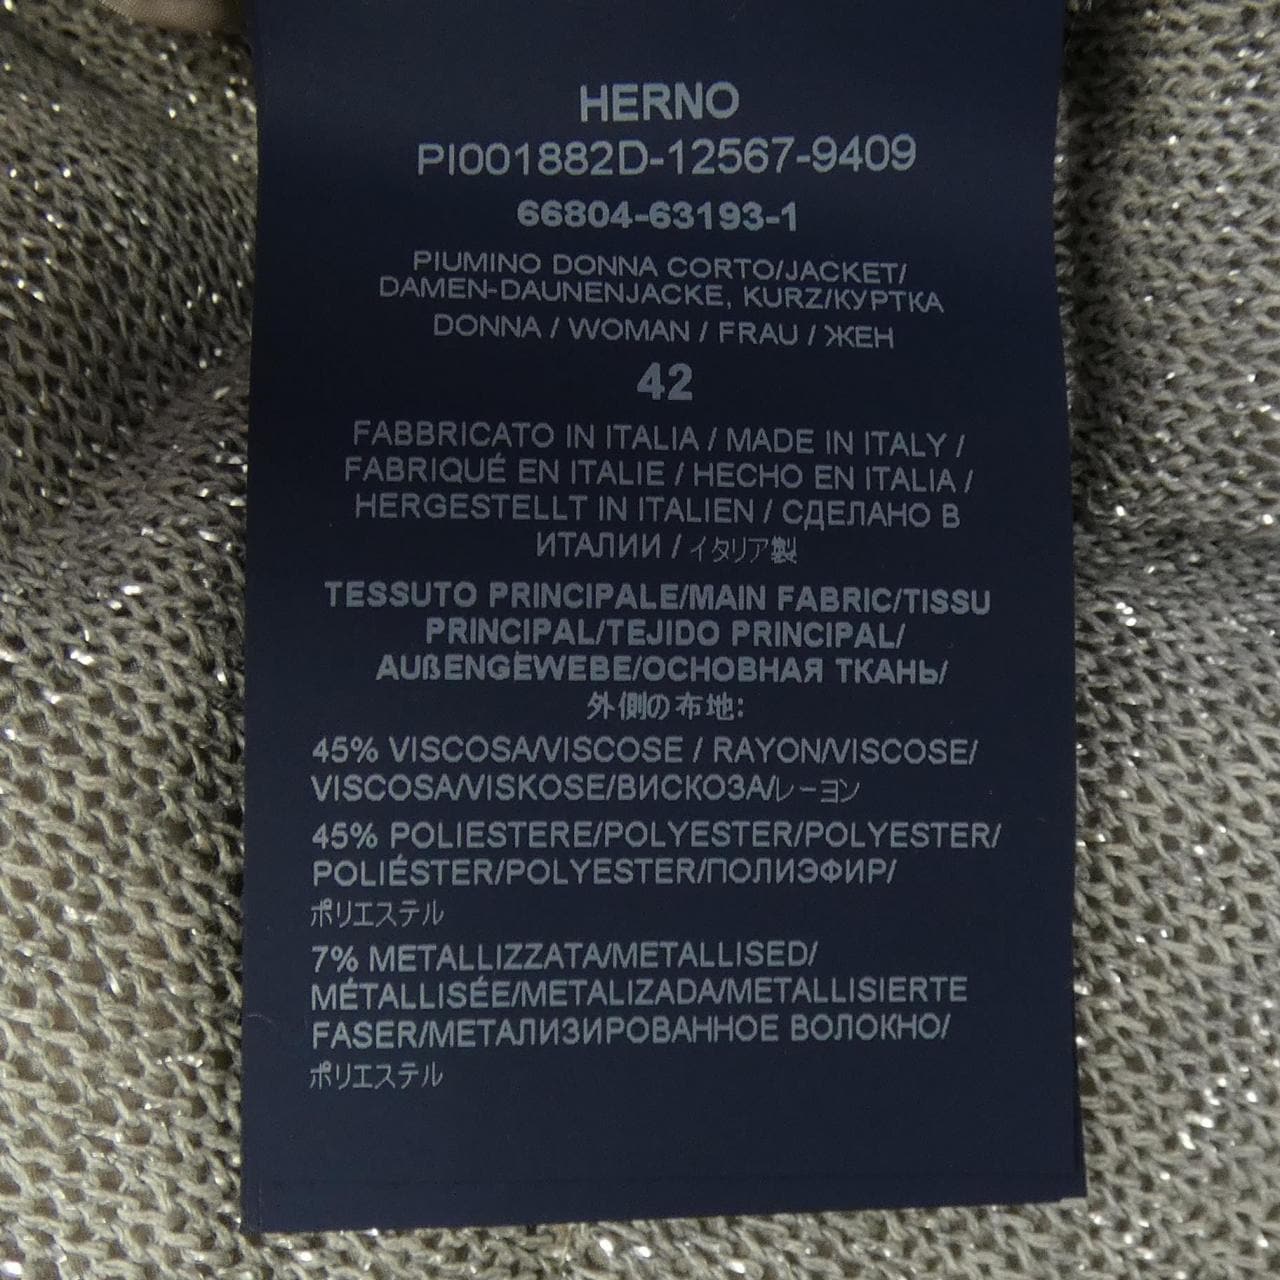 HERNO
PI001882D-12567-9409
66804-63193-1
PIUMINO DONNA CORTO/JACKET/
DAMEN-DAUNENJACKE, KURZ/КУРТКА
DONNA / WOMAN / FRAU / ЖЕН
42
FABBRICATO IN ITALIA / MADE IN ITALY /
FABRIQUÉ EN ITALIE / HECHO EN ITALIA /
HERGESTELLT IN ITALIEN / СДЕЛАНО В
ИТАЛИИ / イタリア製
TESSUTO PRINCIPALE/MAIN FABRIC/TISSU
PRINCIPAL/TEJIDO PRINCIPAL/
AUßENGEWEBE/ОСНОВНАЯ ТКАНЬ/
外側の布地:
45% VISCOSA/VISCOSE / RAYON/VISCOSE/
VISCOSA/VISKOSE/ВИСКОЗА/レーヨン
45% POLIESTERE/POLYESTER/POLYESTER/
POLIÉSTER/POLYESTER/ПОЛИЭФИР/
ポリエステル
7% METALLIZZATA/METALLISED/
MÉTALLISÉE/METALIZADA/METALLISIERTE
FASER/МЕТАЛИЗИРОВАННОЕ ВОЛОКНО/
ポリエステル